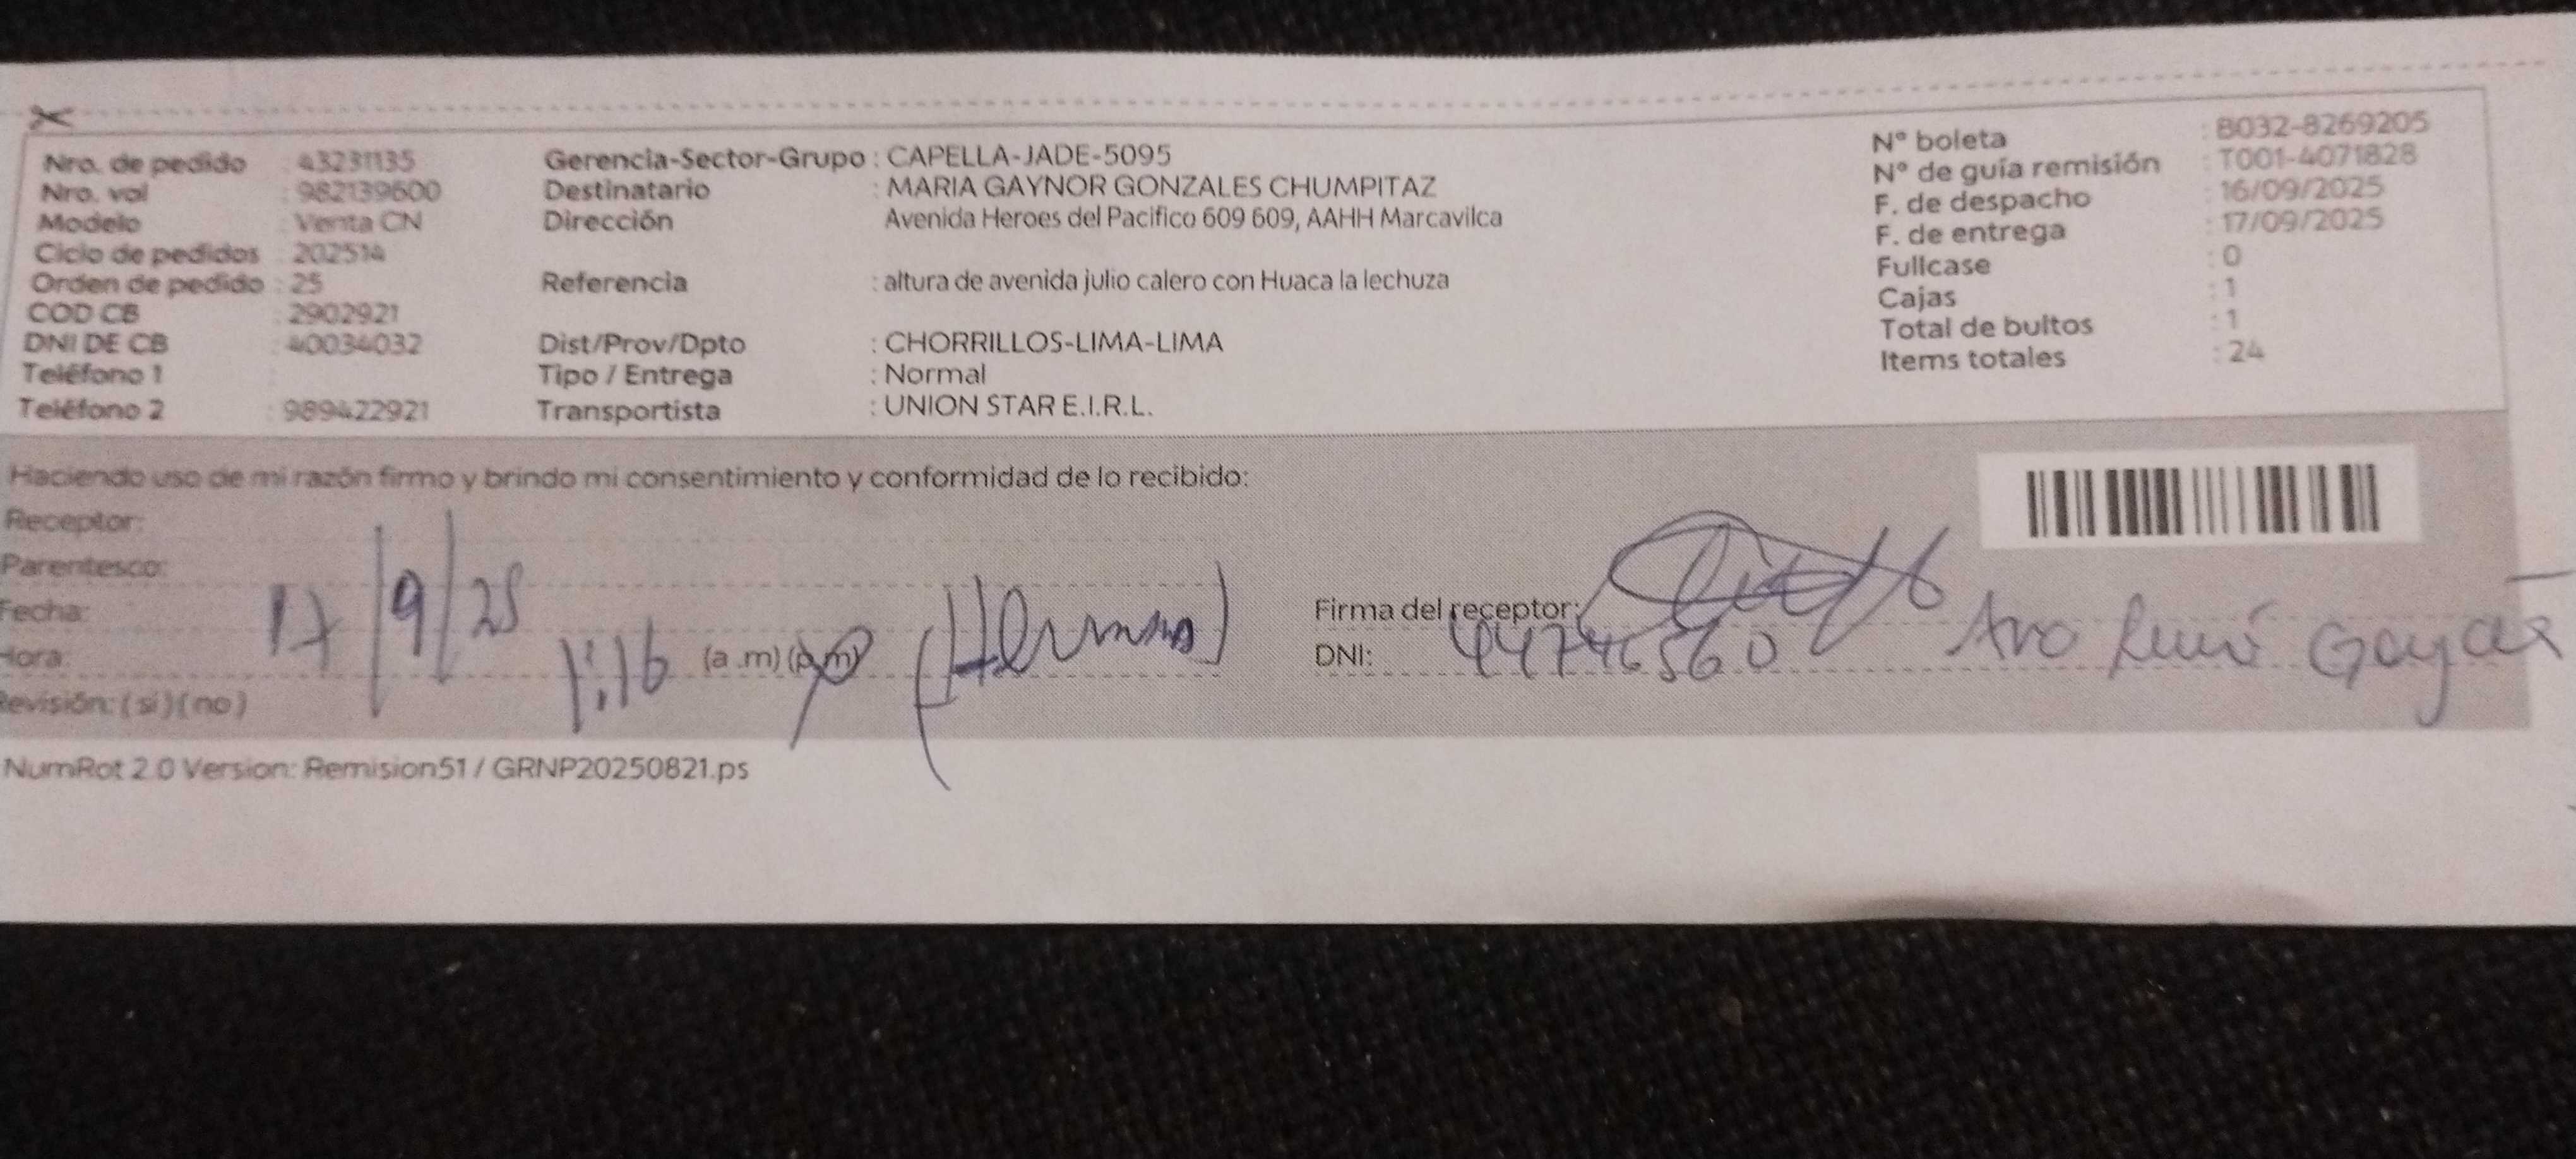 Nro. de pedido : 43231135
Nro. val : 982139600
Modelo : Venta CN
Ciclo de pedidos : 202514
Orden de pedido : 25
COD CB : 2902921
DNI DE CB : 40034032
Teléfono 1 :
Teléfono 2 : 989422921
Gerencia-Sector-Grupo : CAPELLA-JADE-5095
Destinatario : MARIA GAYNOR GONZALES CHUMPITAZ
Dirección Avenida Heroes del Pacifico 609 609, AAHH Marcavilca
Referencia : altura de avenida julio calero con Huaca la lechuza
Dist/Prov/Dpto : CHORRILLOS-LIMA-LIMA
Tipo / Entrega : Normal
Transportista : UNION STAR E.I.R.L.
N° boleta : B032-8269205
N° de guía remisión : T001-4071828
F. de despacho : 16/09/2025
F. de entrega : 17/09/2025
Fullcase : 0
Cajas : 1
Total de bultos : 1
Items totales : 24
Haciendo uso de mi razón firmo y brindo mi consentimiento y conformidad de lo recibido:
Receptor:
Parentesco:
Fecha: 17/9/25
Hora: 1:16 (a .m) (p.m) (Hermana)
Revisión: ( si ) ( no )
Firma del receptor:
DNI: 44746560
NumRot 2.0 Version: Remision51 / GRNP20250821.ps